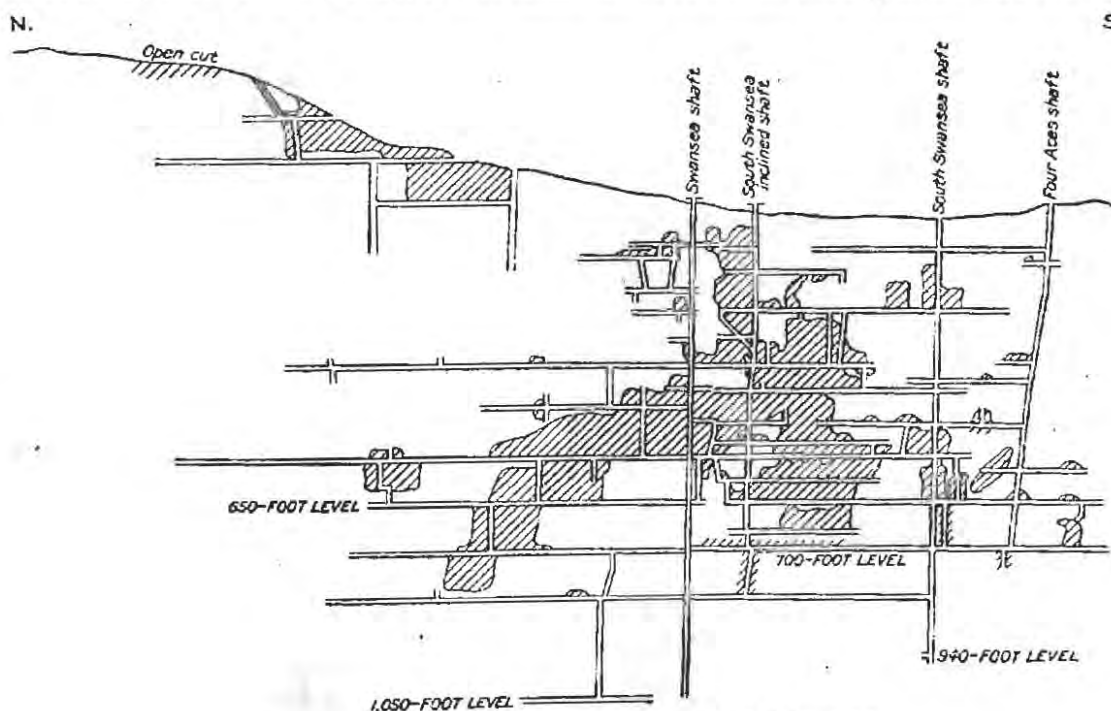 N.
S
Open cut
Swansea shaft
South Swansea
inclined shaft
South Swansea shaft
Four Aces shaft
650-FOOT LEVEL
700-FOOT LEVEL
940-FOOT LEVEL
1,050-FOOT LEVEL